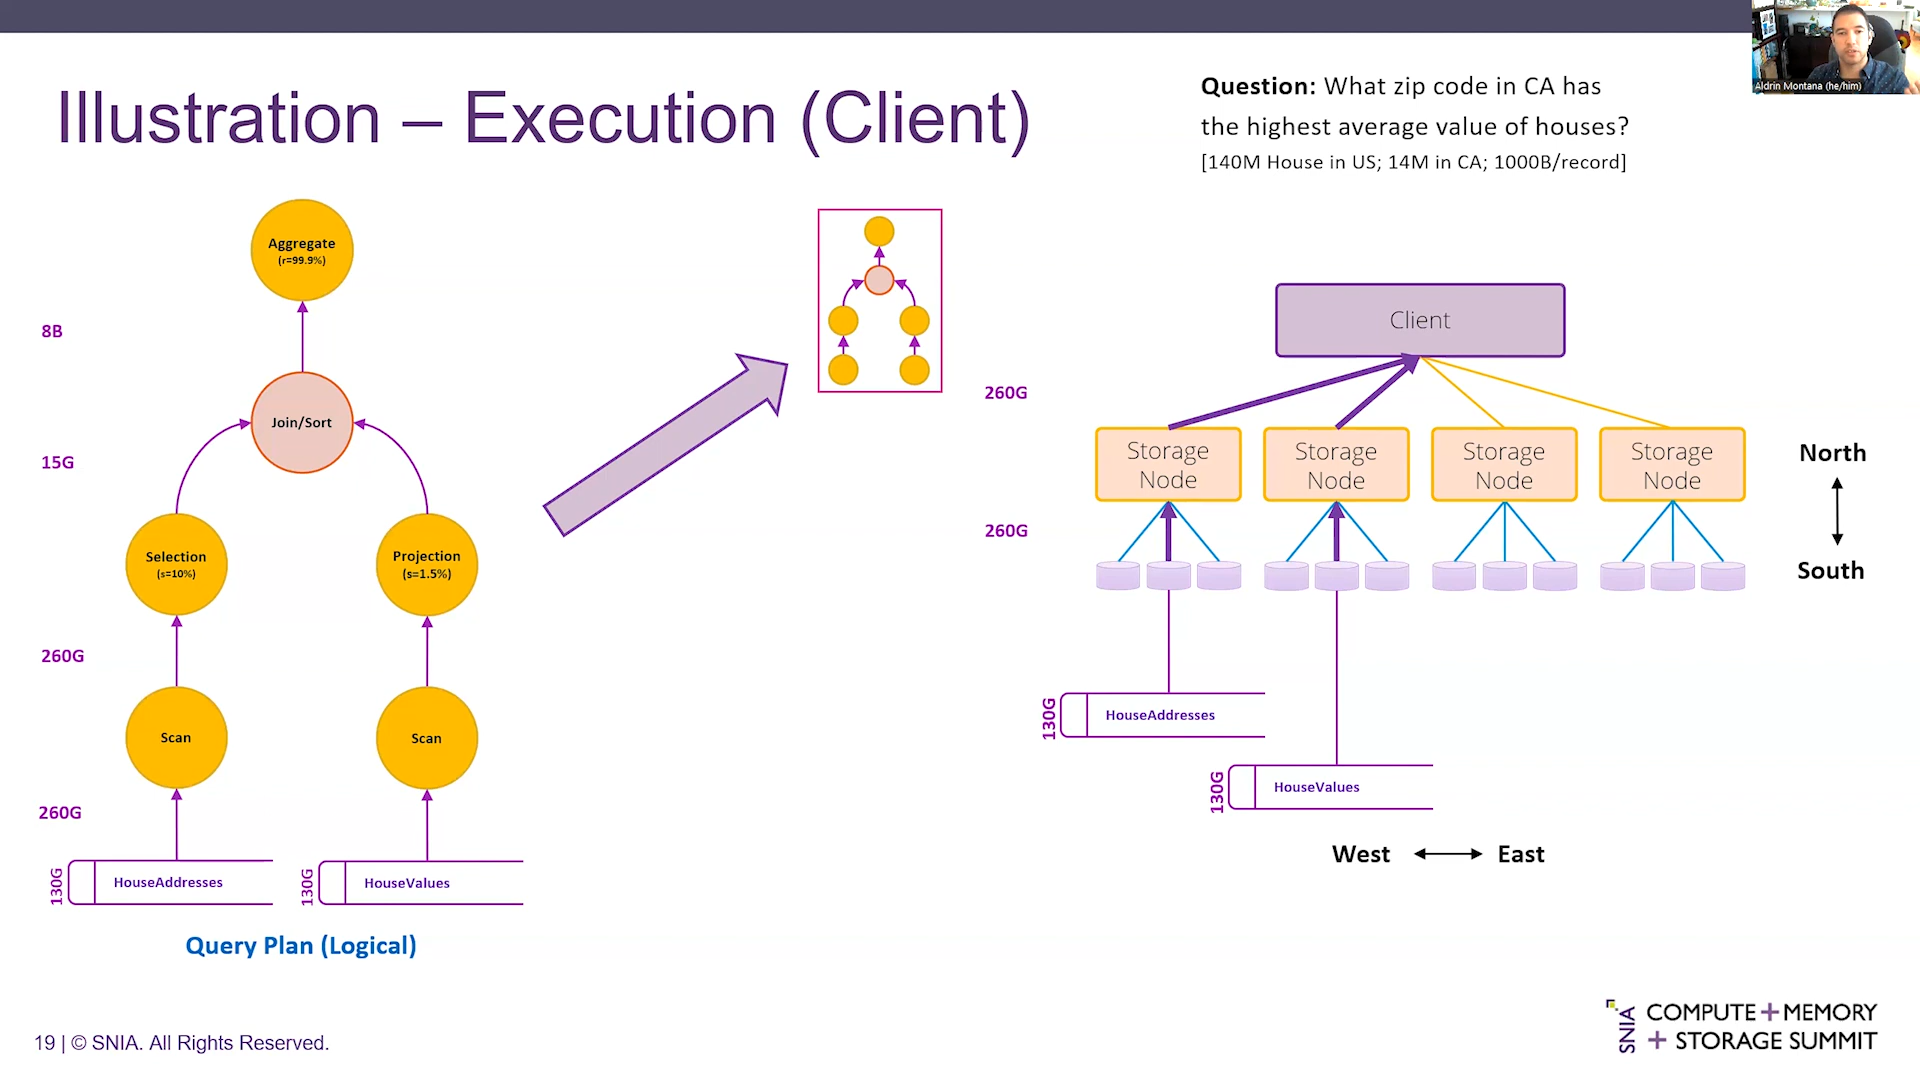 Illustration – Execution (Client)
Question: What zip code in CA has
the highest average value of houses?
[140M House in US; 14M in CA; 1000B/record]
Aldrin Montana (he/him)
Aggregate
(r=99.9%)
8B
Join/Sort
15G
Selection
(s=10%)
Projection
(s=1.5%)
260G
Scan
Scan
260G
130G
HouseAddresses
130G
HouseValues
Query Plan (Logical)
Client
260G
Storage
Node
Storage
Node
Storage
Node
Storage
Node
260G
North
South
130G
HouseAddresses
130G
HouseValues
West
East
19 | © SNIA. All Rights Reserved.
SNIA
COMPUTE+MEMORY
+ STORAGE SUMMIT